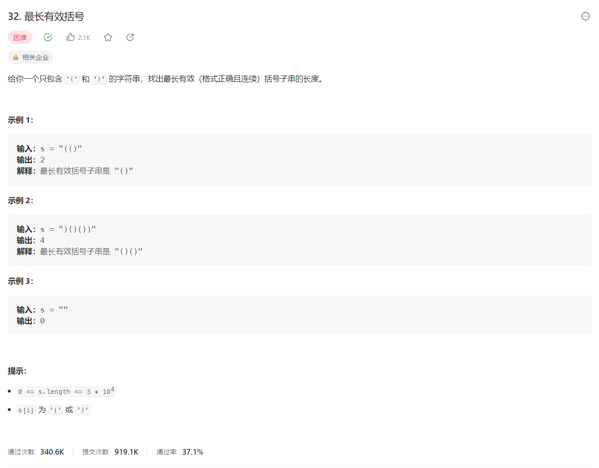 32. 最长有效括号
困难 2.1K
相关企业
给你一个只包含 '(' 和 ')' 的字符串，找出最长有效（格式正确且连续）括号子串的长度。
示例 1：
输入：s = "(()"
输出：2
解释：最长有效括号子串是 "()"
示例 2：
输入：s = ")()())"
输出：4
解释：最长有效括号子串是 "()()"
示例 3：
输入：s = ""
输出：0
提示：
0 <= s.length <= 3 * 10⁴
s[i] 为 '(' 或 ')'
通过次数 340.6K 提交次数 919.1K 通过率 37.1%